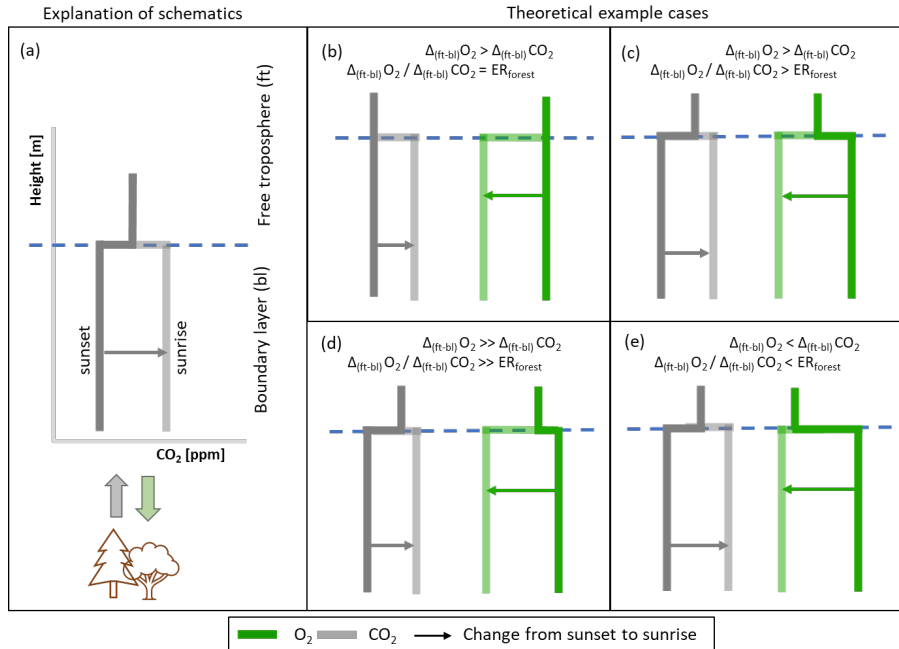 Explanation of schematics
Theoretical example cases
(a)
Height [m]
Free troposphere (ft)
Boundary layer (bl)
sunset
sunrise
CO₂ [ppm]
(b)
Δ(ft-bl)O₂ > Δ(ft-bl)CO₂
Δ(ft-bl)O₂ / Δ(ft-bl)CO₂ = ERforest
(c)
Δ(ft-bl)O₂ > Δ(ft-bl)CO₂
Δ(ft-bl)O₂ / Δ(ft-bl)CO₂ > ERforest
(d)
Δ(ft-bl)O₂ >> Δ(ft-bl)CO₂
Δ(ft-bl)O₂ / Δ(ft-bl)CO₂ >> ERforest
(e)
Δ(ft-bl)O₂ < Δ(ft-bl)CO₂
Δ(ft-bl)O₂ / Δ(ft-bl)CO₂ < ERforest
O₂ CO₂ Change from sunset to sunrise